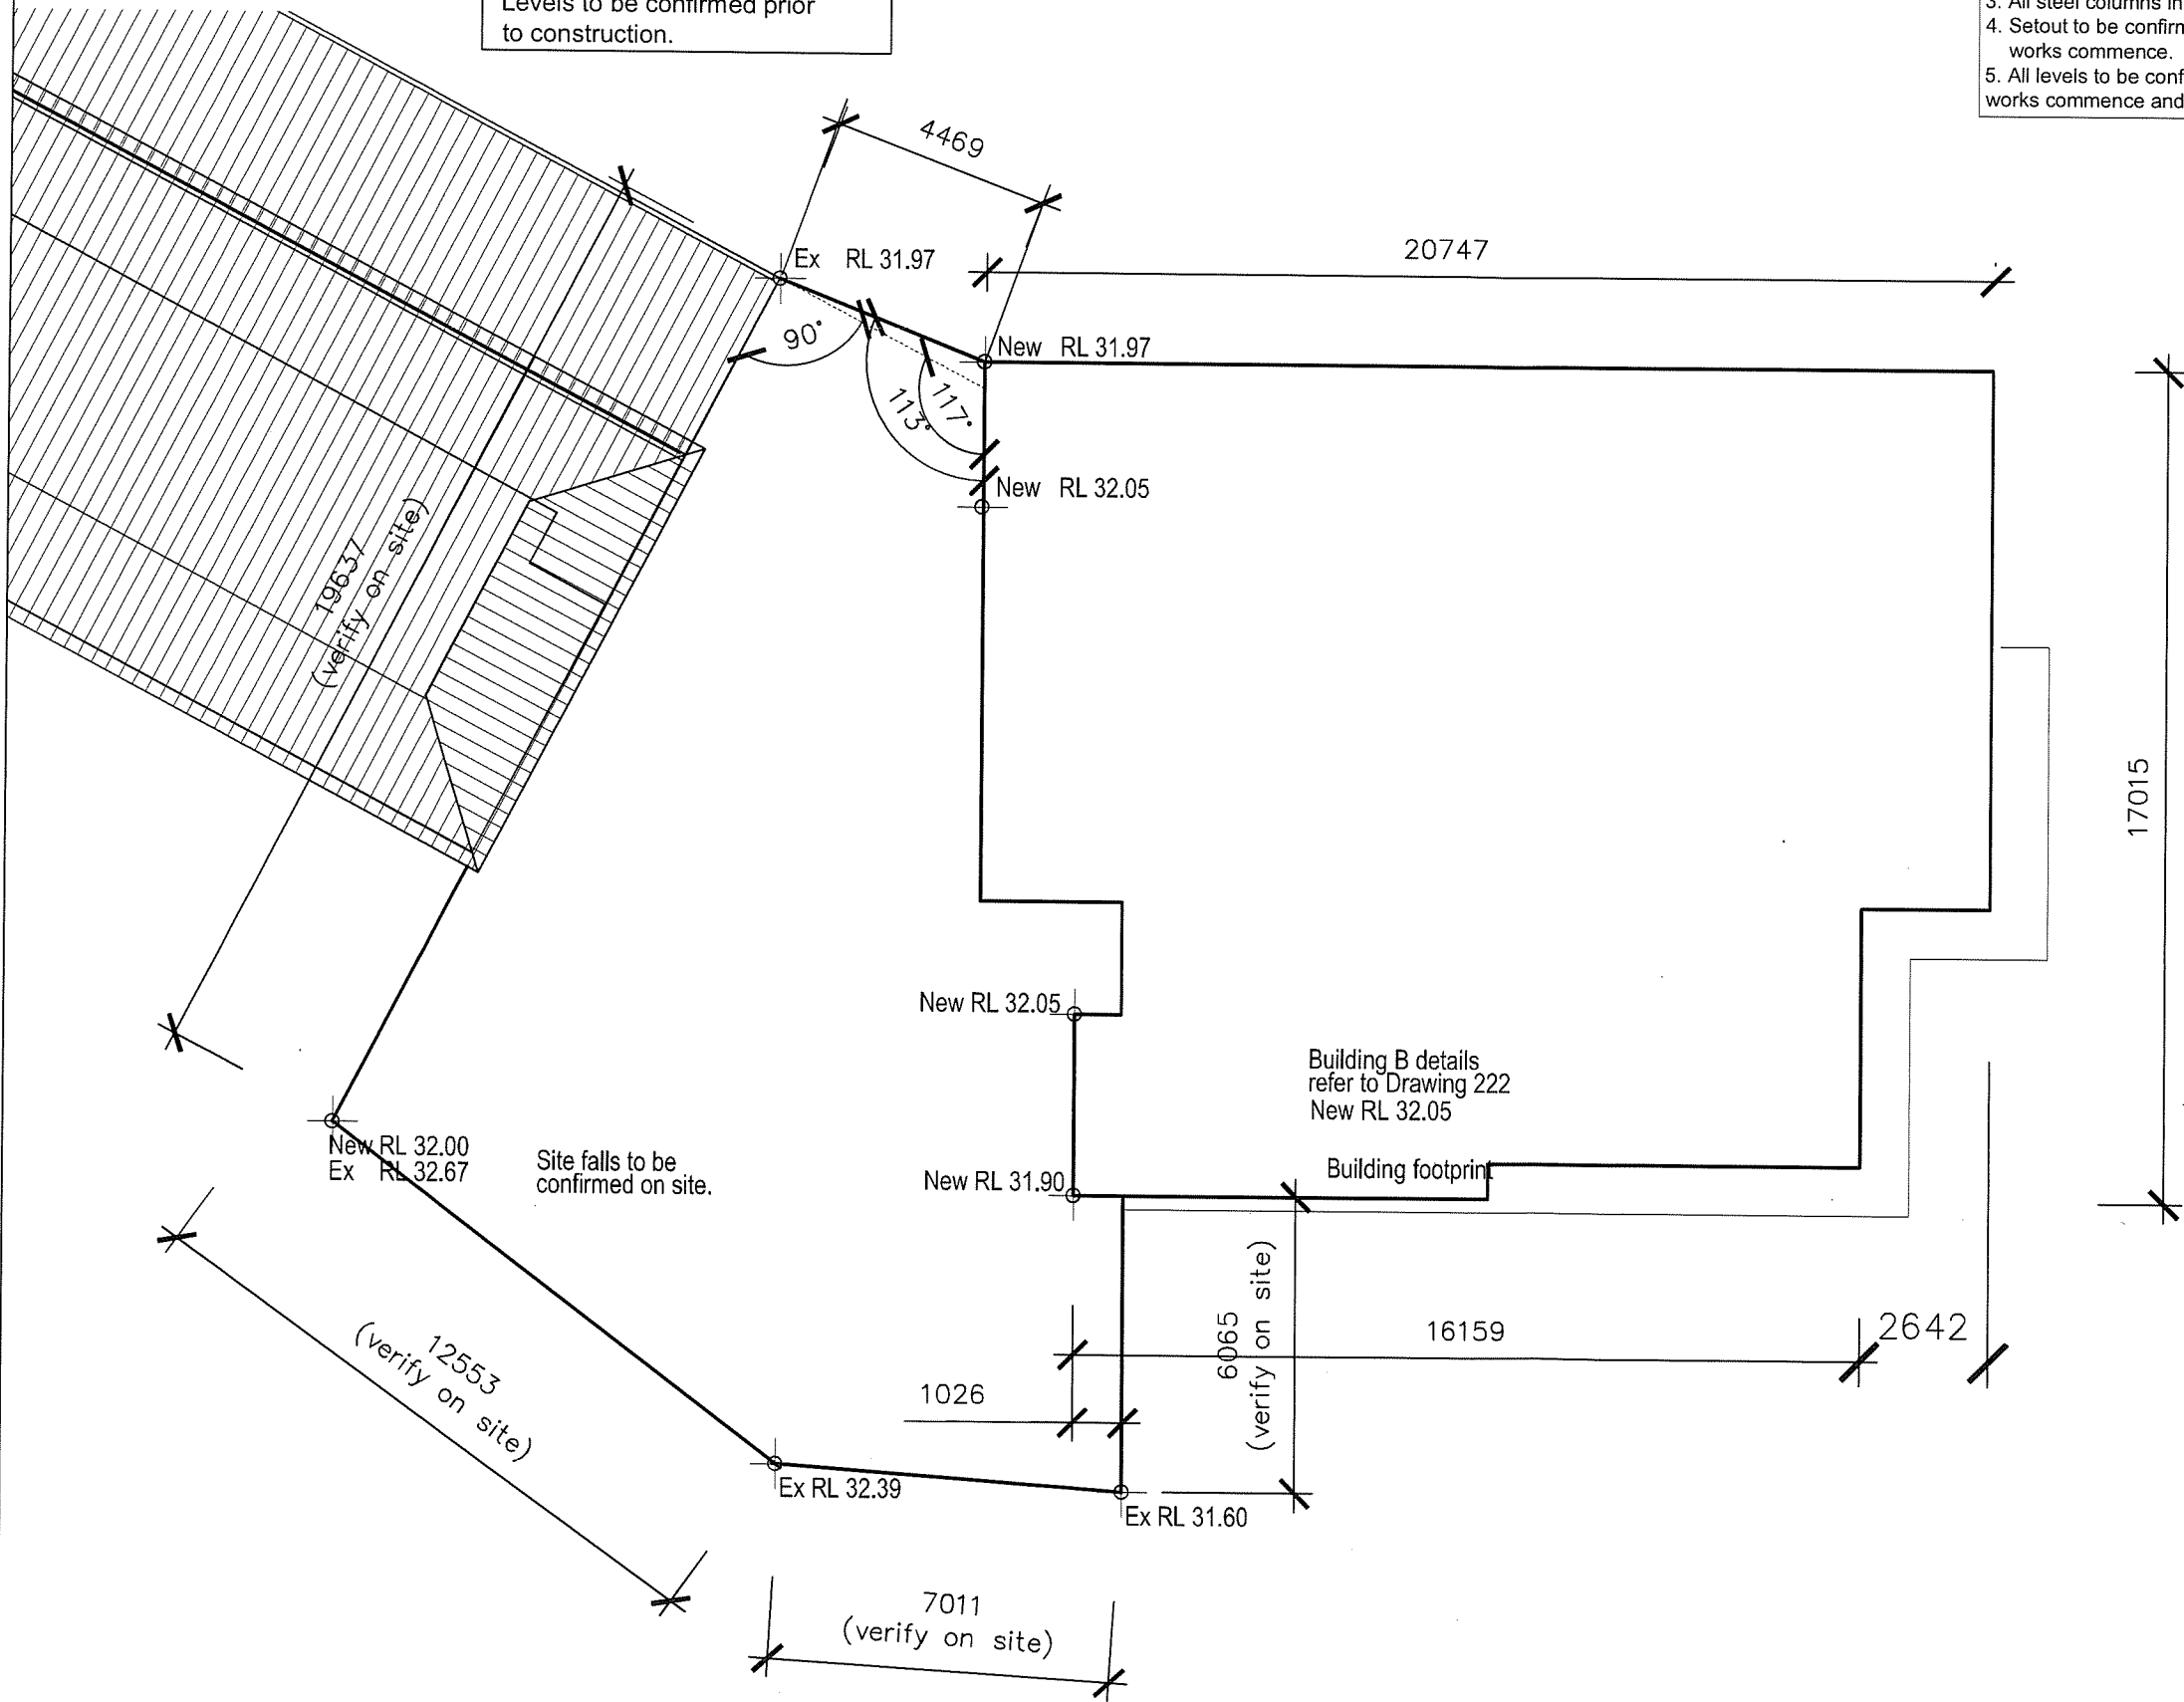 Levels to be confirmed prior
to construction.
3. All steel columns in
4. Setout to be confirm
works commence.
5. All levels to be conf
works commence and
4469
20747
Ex RL 31.97
New RL 31.97
90°
113°
117°
New RL 32.05
19637
(verify on site)
17015
New RL 32.05
Building B details
refer to Drawing 222
New RL 32.05
New RL 32.00
Ex RL 32.67
Site falls to be
confirmed on site.
New RL 31.90
Building footprint
6065
(verify on site)
16159
2642
12553
(verify on site)
1026
Ex RL 32.39
Ex RL 31.60
7011
(verify on site)